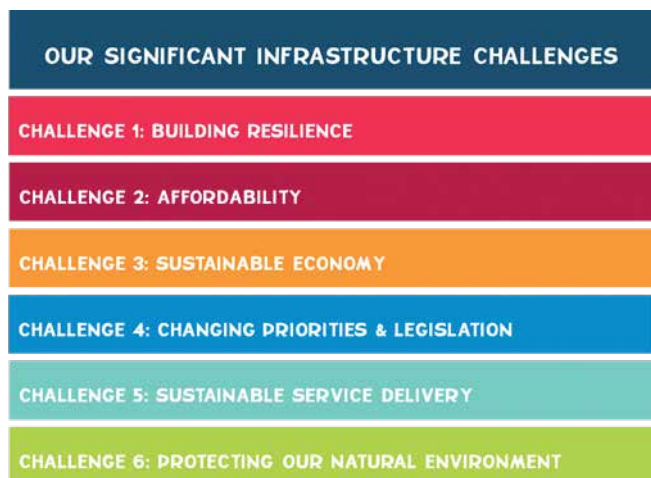 OUR SIGNIFICANT INFRASTRUCTURE CHALLENGES
CHALLENGE 1: BUILDING RESILIENCE
CHALLENGE 2: AFFORDABILITY
CHALLENGE 3: SUSTAINABLE ECONOMY
CHALLENGE 4: CHANGING PRIORITIES & LEGISLATION
CHALLENGE 5: SUSTAINABLE SERVICE DELIVERY
CHALLENGE 6: PROTECTING OUR NATURAL ENVIRONMENT